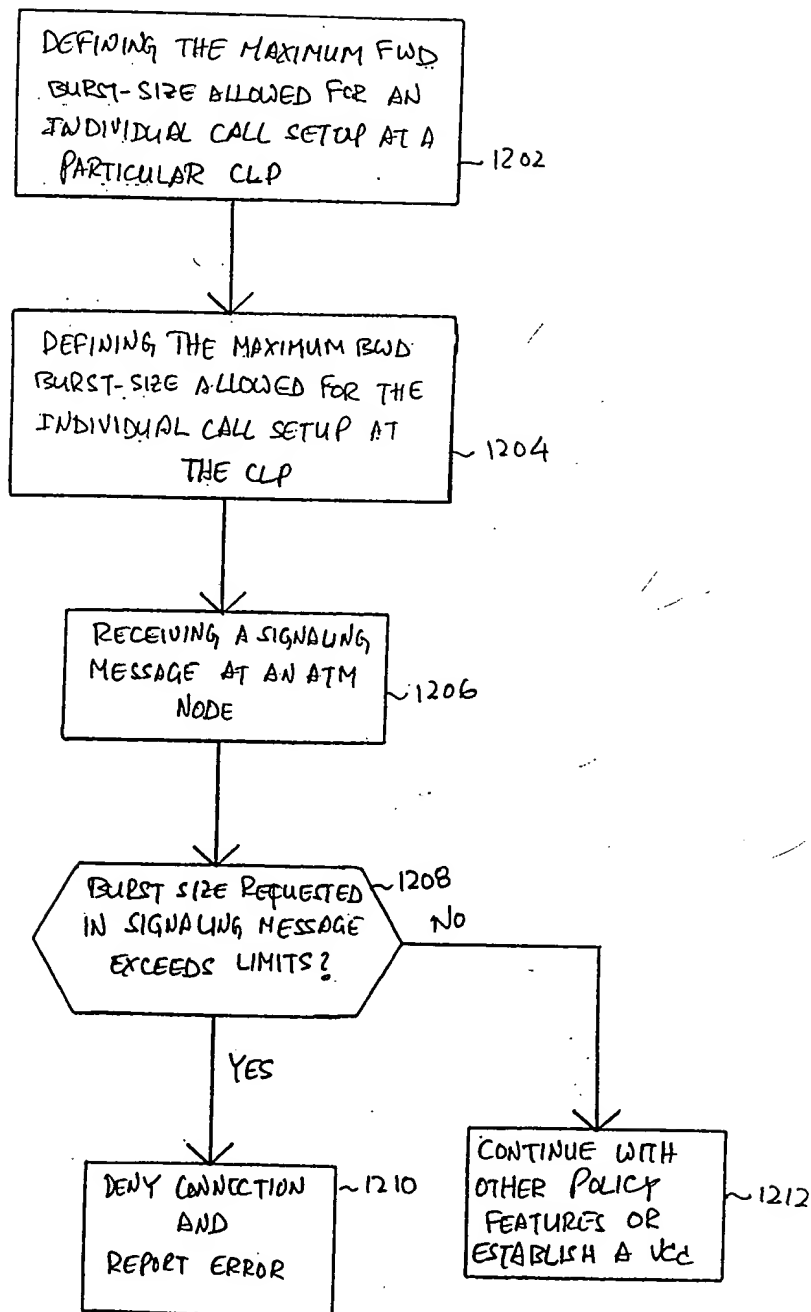 DEFINING THE MAXIMUM FWD
BURST-SIZE ALLOWED FOR AN
INDIVIDUAL CALL SETUP AT A
PARTICULAR CLP
1202
DEFINING THE MAXIMUM BWD
BURST-SIZE ALLOWED FOR THE
INDIVIDUAL CALL SETUP AT
THE CLP
1204
RECEIVING A SIGNALING
MESSAGE AT AN ATM
NODE
1206
BURST SIZE REQUESTED
IN SIGNALING MESSAGE
EXCEEDS LIMITS?
1208
NO
YES
DENY CONNECTION
AND
REPORT ERROR
1210
CONTINUE WITH
OTHER POLICY
FEATURES OR
ESTABLISH A VCC
1212